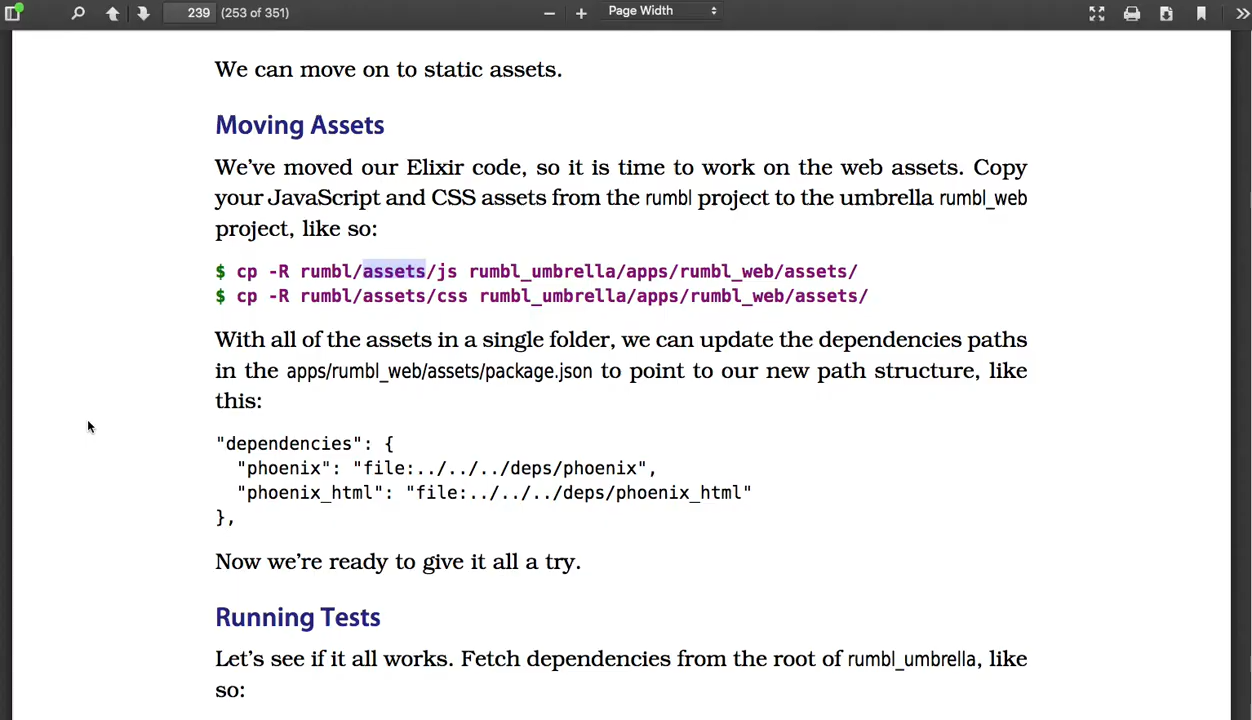 239 (253 of 351) Page Width
We can move on to static assets.
Moving Assets
We've moved our Elixir code, so it is time to work on the web assets. Copy
your JavaScript and CSS assets from the rumbl project to the umbrella rumbl_web
project, like so:
$ cp -R rumbl/assets/js rumbl_umbrella/apps/rumbl_web/assets/
$ cp -R rumbl/assets/css rumbl_umbrella/apps/rumbl_web/assets/
With all of the assets in a single folder, we can update the dependencies paths
in the apps/rumbl_web/assets/package.json to point to our new path structure, like
this:
"dependencies": {
"phoenix": "file:../../../deps/phoenix",
"phoenix_html": "file:../../../deps/phoenix_html"
},
Now we're ready to give it all a try.
Running Tests
Let's see if it all works. Fetch dependencies from the root of rumbl_umbrella, like
so: